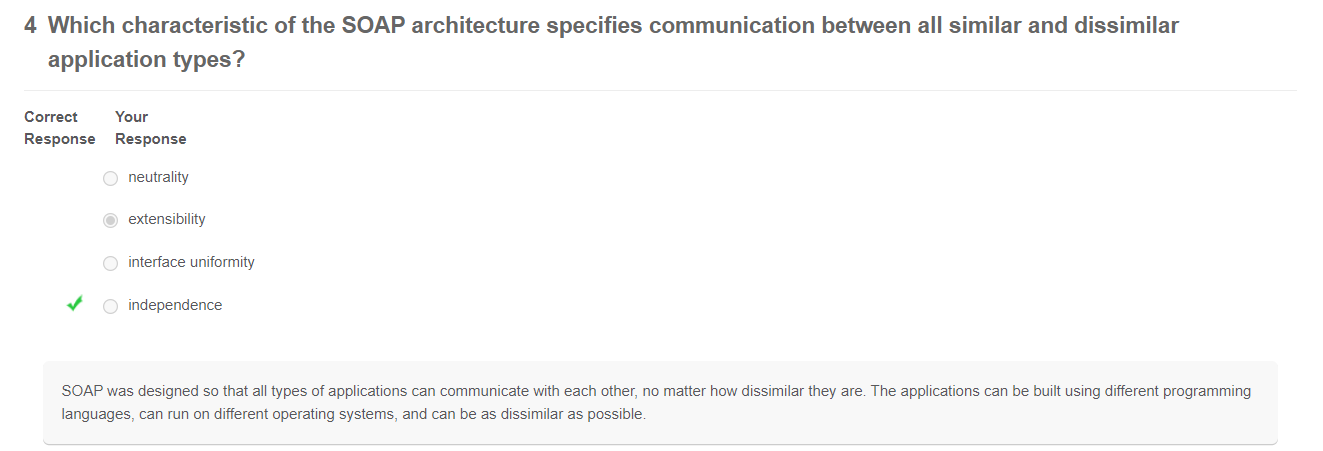 4 Which characteristic of the SOAP architecture specifies communication between all similar and dissimilar
application types?
Correct Your
Response Response
neutrality
extensibility
interface uniformity
independence
SOAP was designed so that all types of applications can communicate with each other, no matter how dissimilar they are. The applications can be built using different programming
languages, can run on different operating systems, and can be as dissimilar as possible.